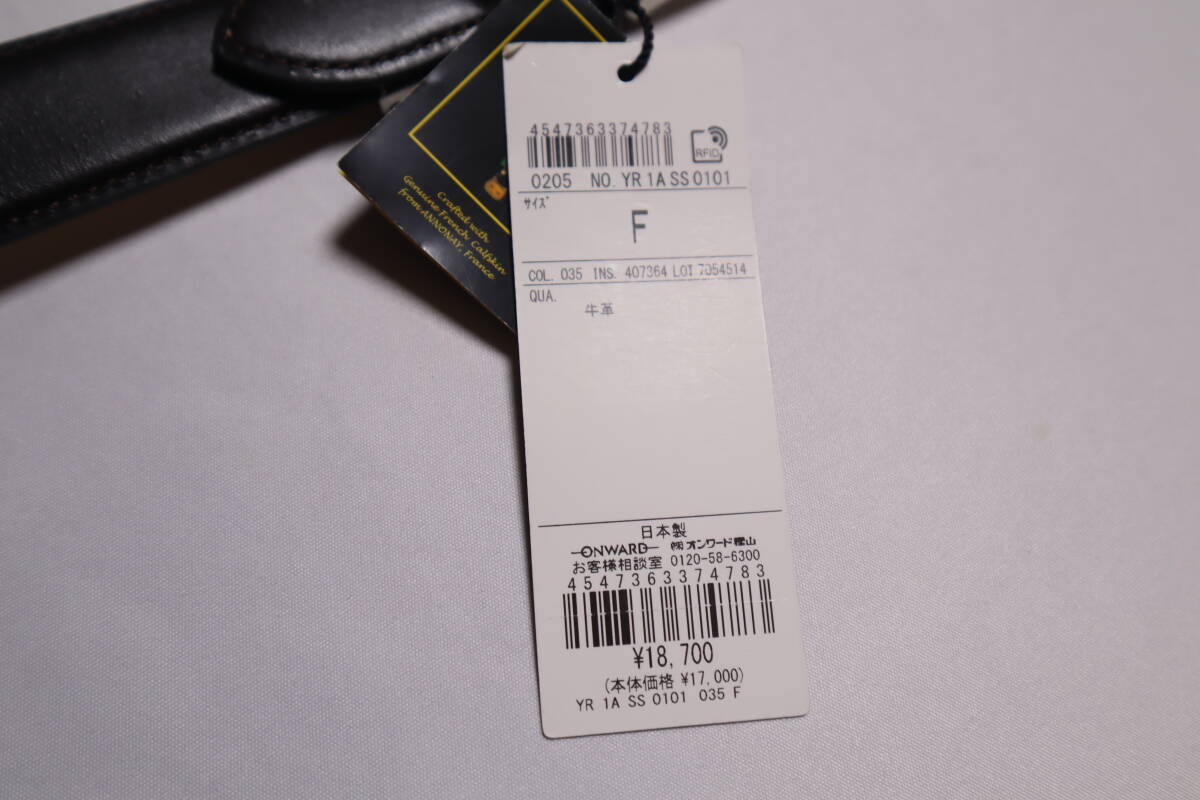 Crafted with
Genuine French Calfskin
from ANNONAY, France
4547363374783
RFID
0205 NO. YR 1A SS 0101
サイズ
F
COL. 035 INS. 407364 LOT 7054514
QUA.
牛革
日本製
ONWARD ㈱オンワード樫山
お客様相談室 0120-58-6300
4547363374783
¥18,700
(本体価格 ¥17,000)
YR 1A SS 0101 035 F